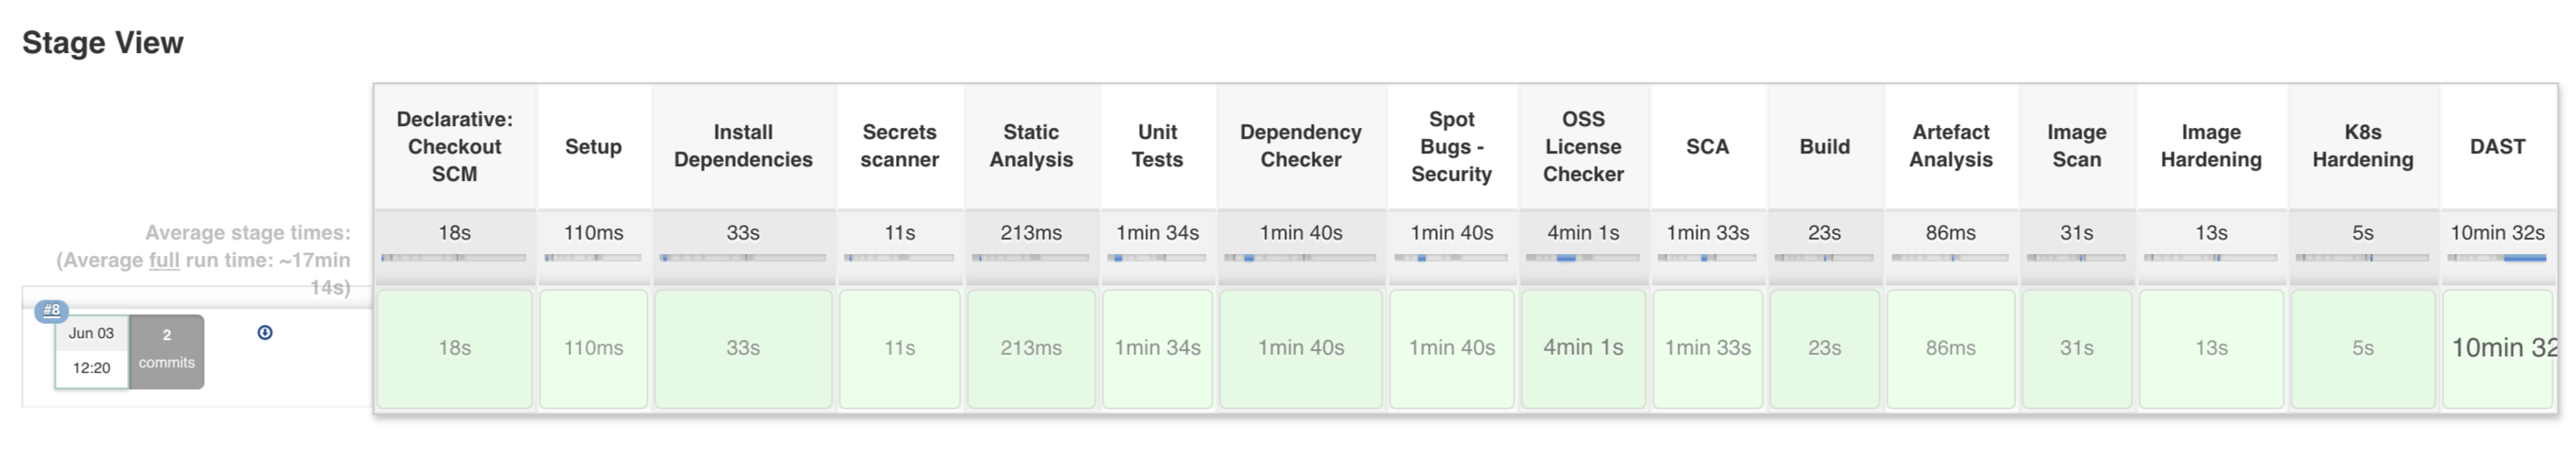 Stage View
Declarative:
Checkout
SCM
Setup
Install
Dependencies
Secrets
scanner
Static
Analysis
Unit
Tests
Dependency
Checker
Spot
Bugs -
Security
OSS
License
Checker
SCA
Build
Artefact
Analysis
Image
Scan
Image
Hardening
K8s
Hardening
DAST
Average stage times:
(Average full run time: ~17min
14s)
18s
110ms
33s
11s
213ms
1min 34s
1min 40s
1min 40s
4min 1s
1min 33s
23s
86ms
31s
13s
5s
10min 32s
#8
Jun 03
12:20
2
commits
18s
110ms
33s
11s
213ms
1min 34s
1min 40s
1min 40s
4min 1s
1min 33s
23s
86ms
31s
13s
5s
10min 32